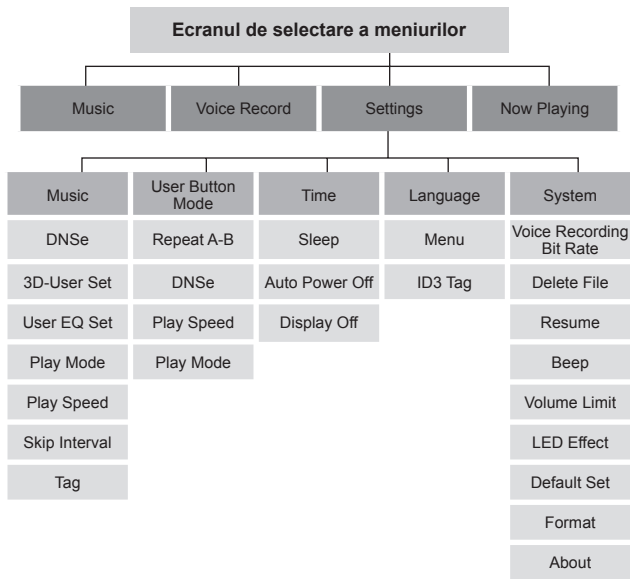 Ecranul de selectare a meniurilor
Music
Voice Record
Settings
Now Playing
Music
DNSe
3D-User Set
User EQ Set
Play Mode
Play Speed
Skip Interval
Tag
User Button
Mode
Repeat A-B
DNSe
Play Speed
Play Mode
Time
Sleep
Auto Power Off
Display Off
Language
Menu
ID3 Tag
System
Voice Recording
Bit Rate
Delete File
Resume
Beep
Volume Limit
LED Effect
Default Set
Format
About